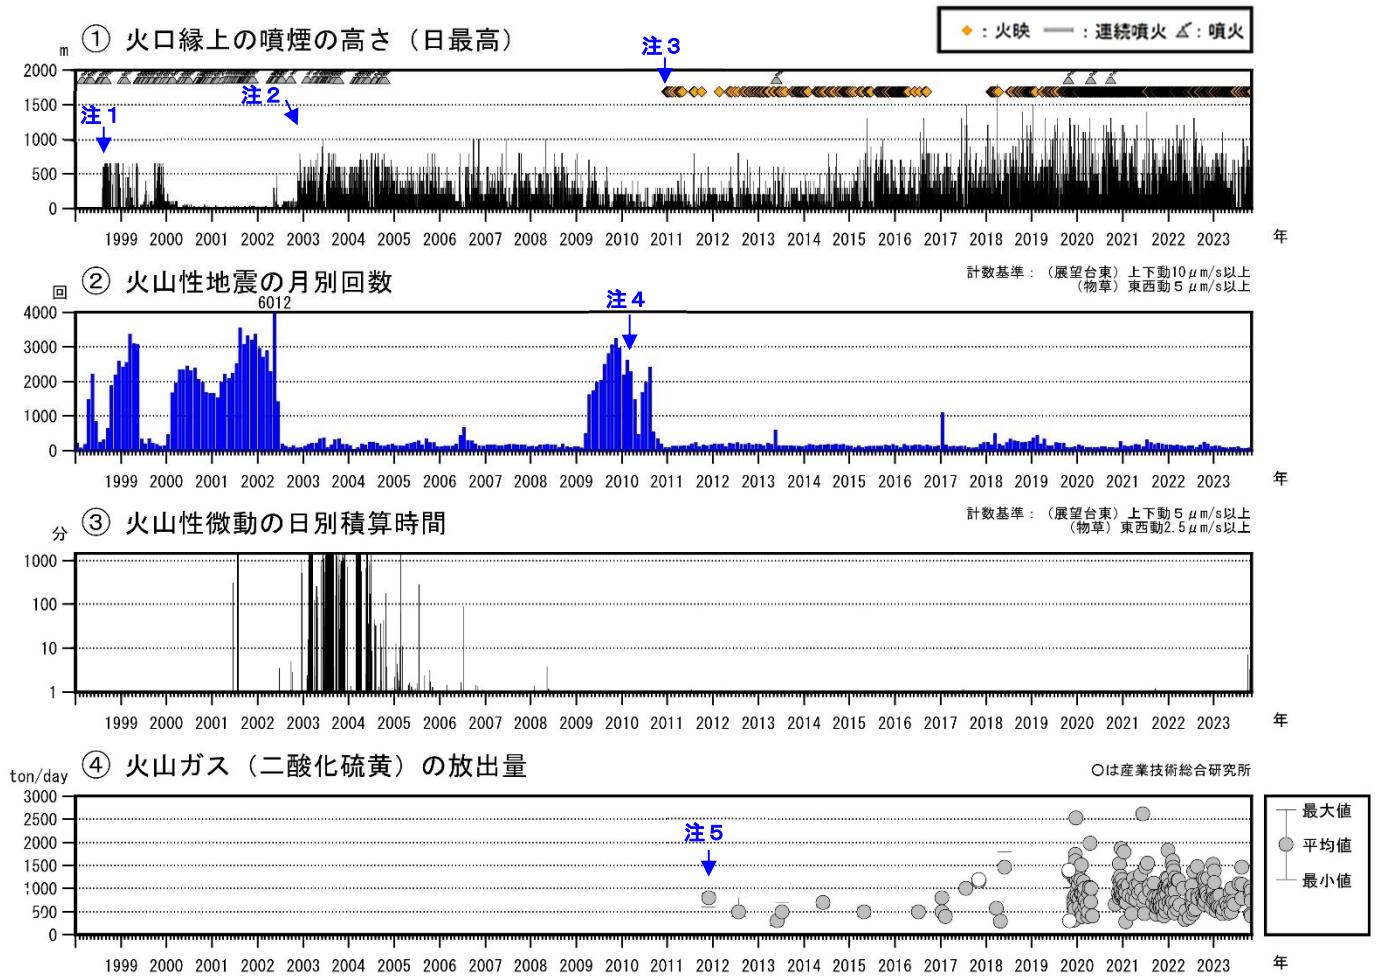 ① 火口縁上の噴煙の高さ（日最高）
◆：火映 ━：連続噴火 ：噴火
m
注1
注2
注3
2000
1500
1000
500
0
1999 2000 2001 2002 2003 2004 2005 2006 2007 2008 2009 2010 2011 2012 2013 2014 2015 2016 2017 2018 2019 2020 2021 2022 2023 年
② 火山性地震の月別回数
計数基準：（展望台東）上下動10μm/s以上
（物草）東西動5μm/s以上
回
6012
注4
4000
3000
2000
1000
0
1999 2000 2001 2002 2003 2004 2005 2006 2007 2008 2009 2010 2011 2012 2013 2014 2015 2016 2017 2018 2019 2020 2021 2022 2023 年
③ 火山性微動の日別積算時間
計数基準：（展望台東）上下動5μm/s以上
（物草）東西動2.5μm/s以上
分
1000
100
10
1
1999 2000 2001 2002 2003 2004 2005 2006 2007 2008 2009 2010 2011 2012 2013 2014 2015 2016 2017 2018 2019 2020 2021 2022 2023 年
④ 火山ガス（二酸化硫黄）の放出量
○は産業技術総合研究所
ton/day
注5
3000
2500
2000
1500
1000
500
0
最大値
平均値
最小値
1999 2000 2001 2002 2003 2004 2005 2006 2007 2008 2009 2010 2011 2012 2013 2014 2015 2016 2017 2018 2019 2020 2021 2022 2023 年